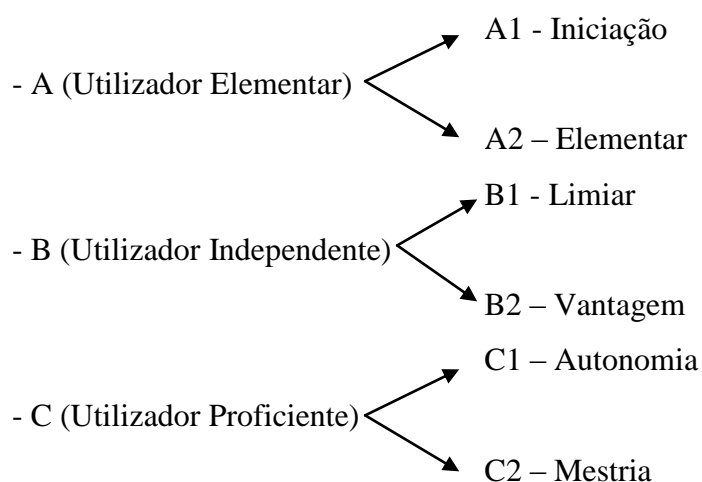 A1 - Iniciação
- A (Utilizador Elementar)
A2 – Elementar
B1 - Limiar
- B (Utilizador Independente)
B2 – Vantagem
C1 – Autonomia
- C (Utilizador Proficiente)
C2 – Mestria